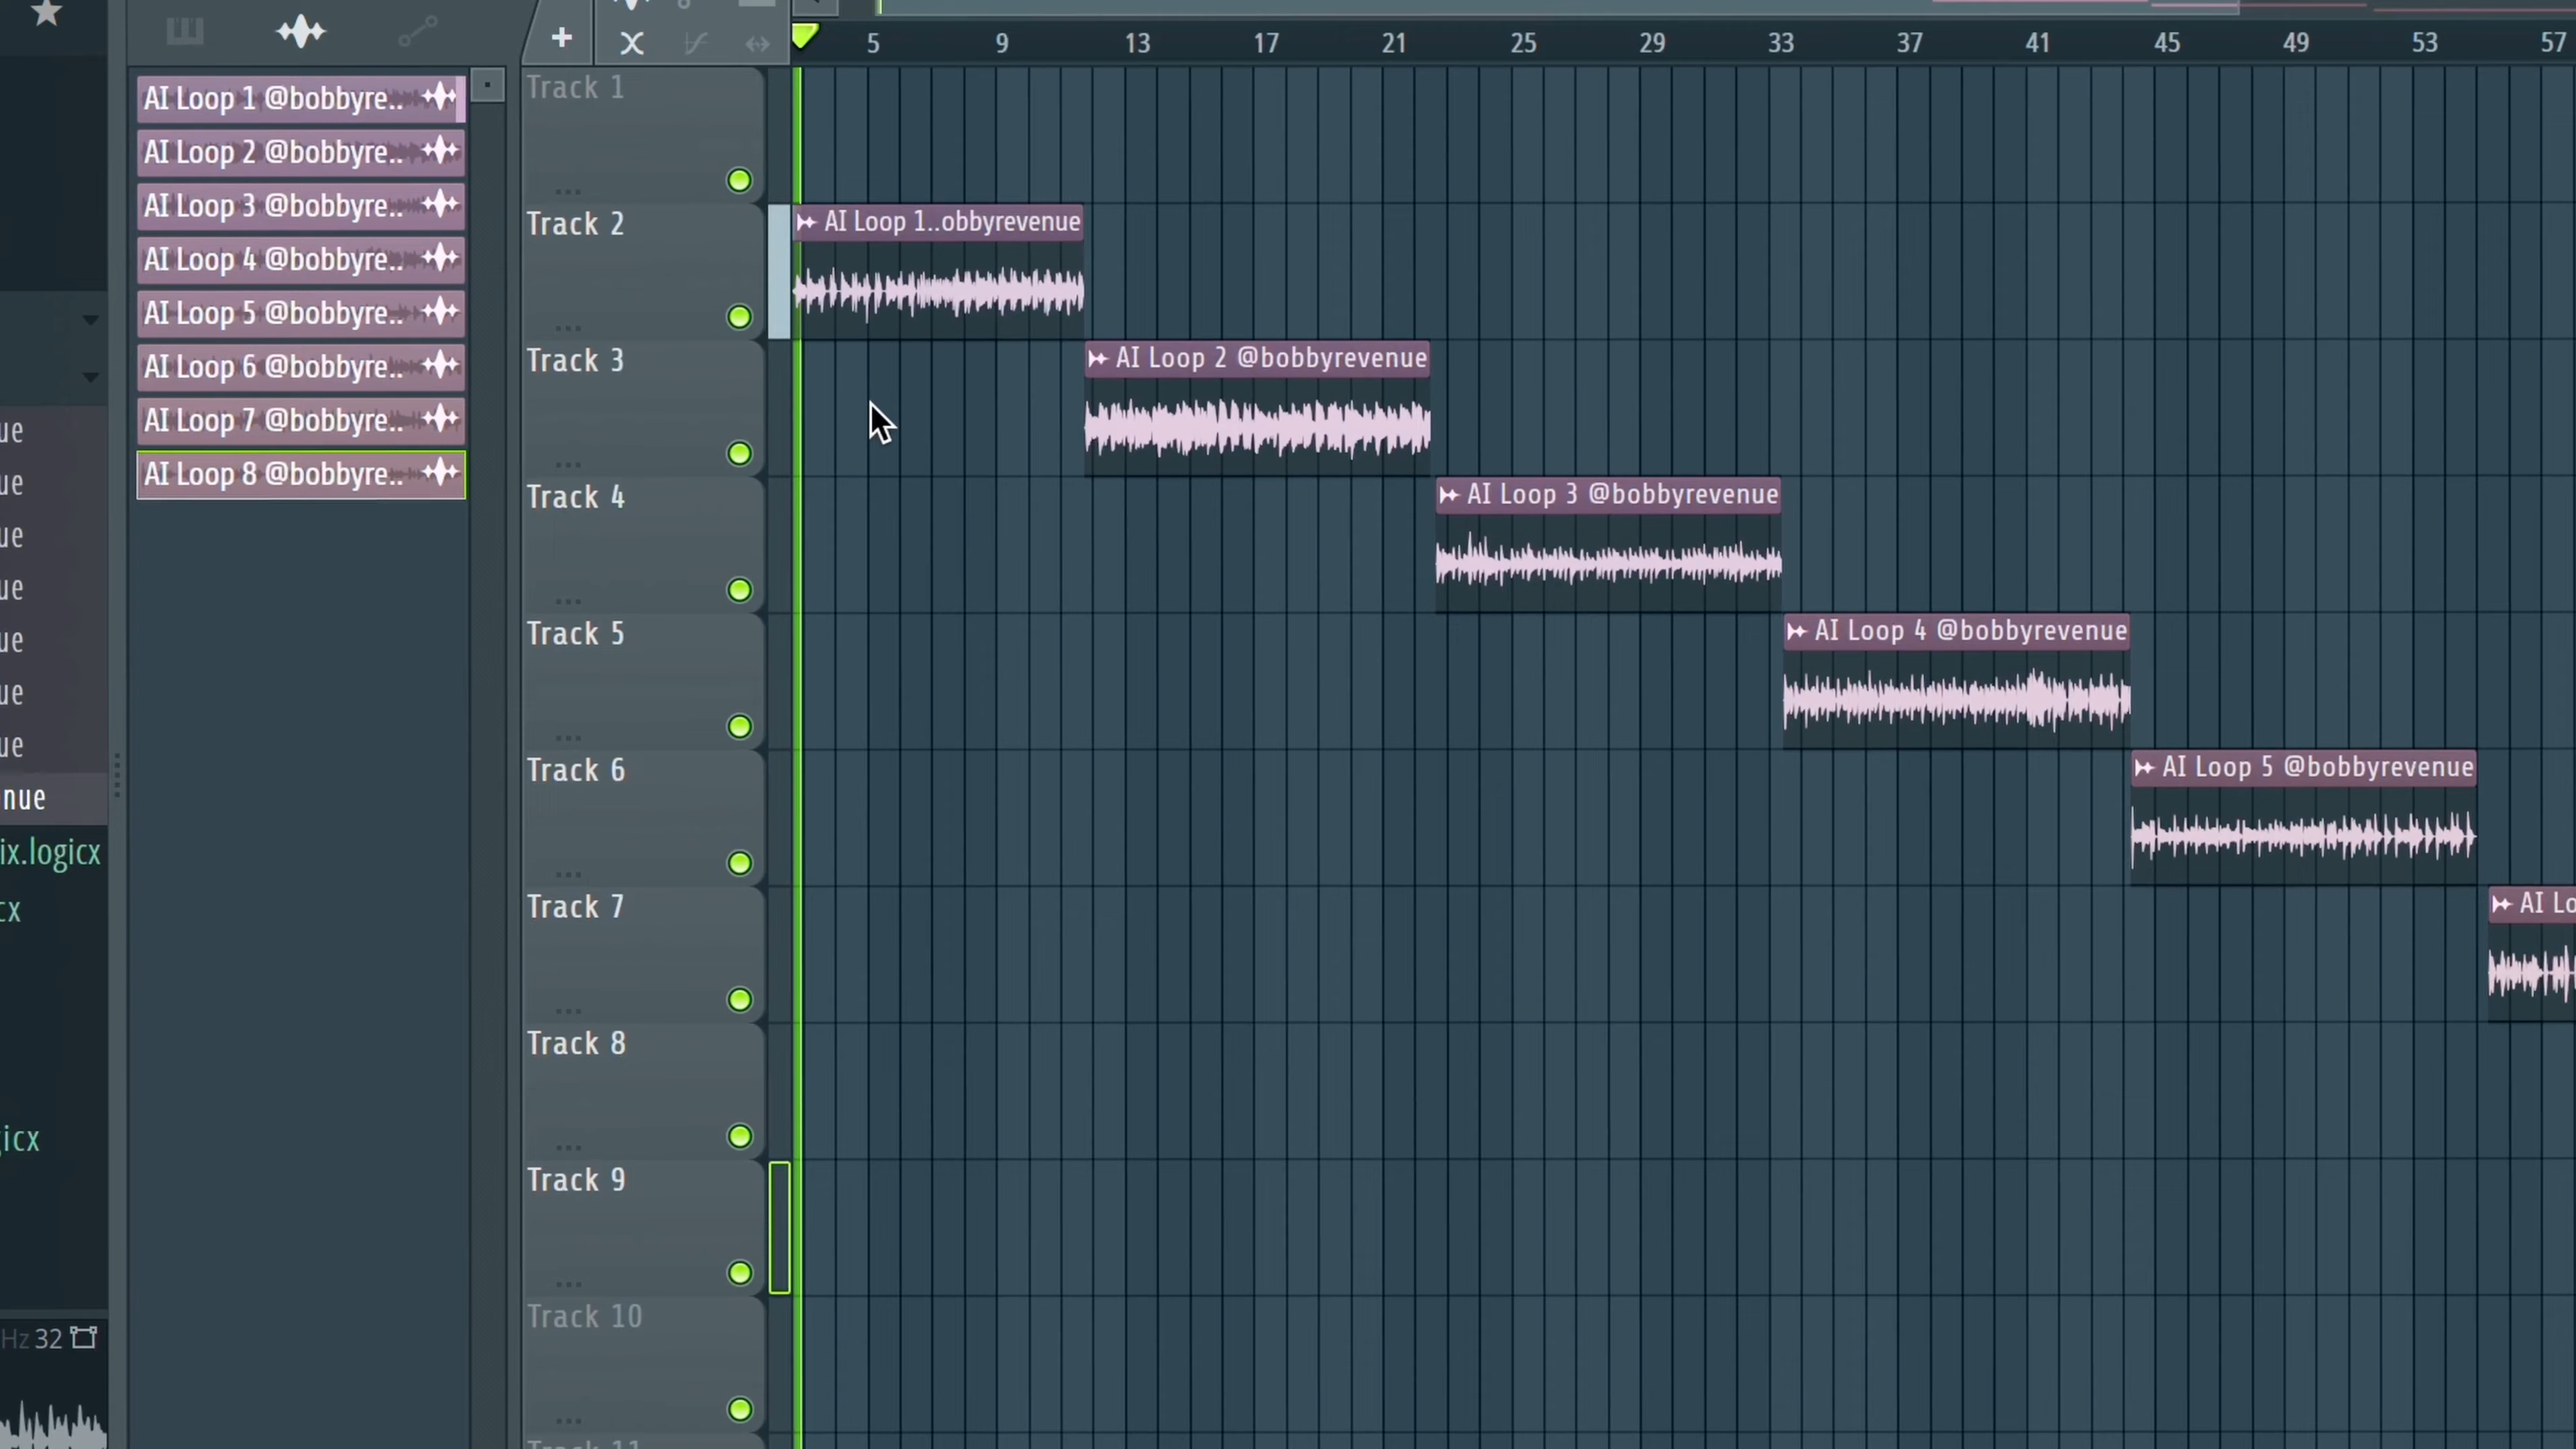 5 9 13 17 21 25 29 33 37 41 45 49 53 57
AI Loop 1 @bobbyre..
AI Loop 2 @bobbyre..
AI Loop 3 @bobbyre..
AI Loop 4 @bobbyre..
AI Loop 5 @bobbyre..
AI Loop 6 @bobbyre..
AI Loop 7 @bobbyre..
AI Loop 8 @bobbyre..
ue
ue
ue
ue
ue
ue
ue
nue
ix.logicx
cx
gicx
Hz 32
Track 1
Track 2
AI Loop 1..obbyrevenue
Track 3
AI Loop 2 @bobbyrevenue
Track 4
AI Loop 3 @bobbyrevenue
Track 5
AI Loop 4 @bobbyrevenue
Track 6
AI Loop 5 @bobbyrevenue
Track 7
AI Lo
Track 8
Track 9
Track 10